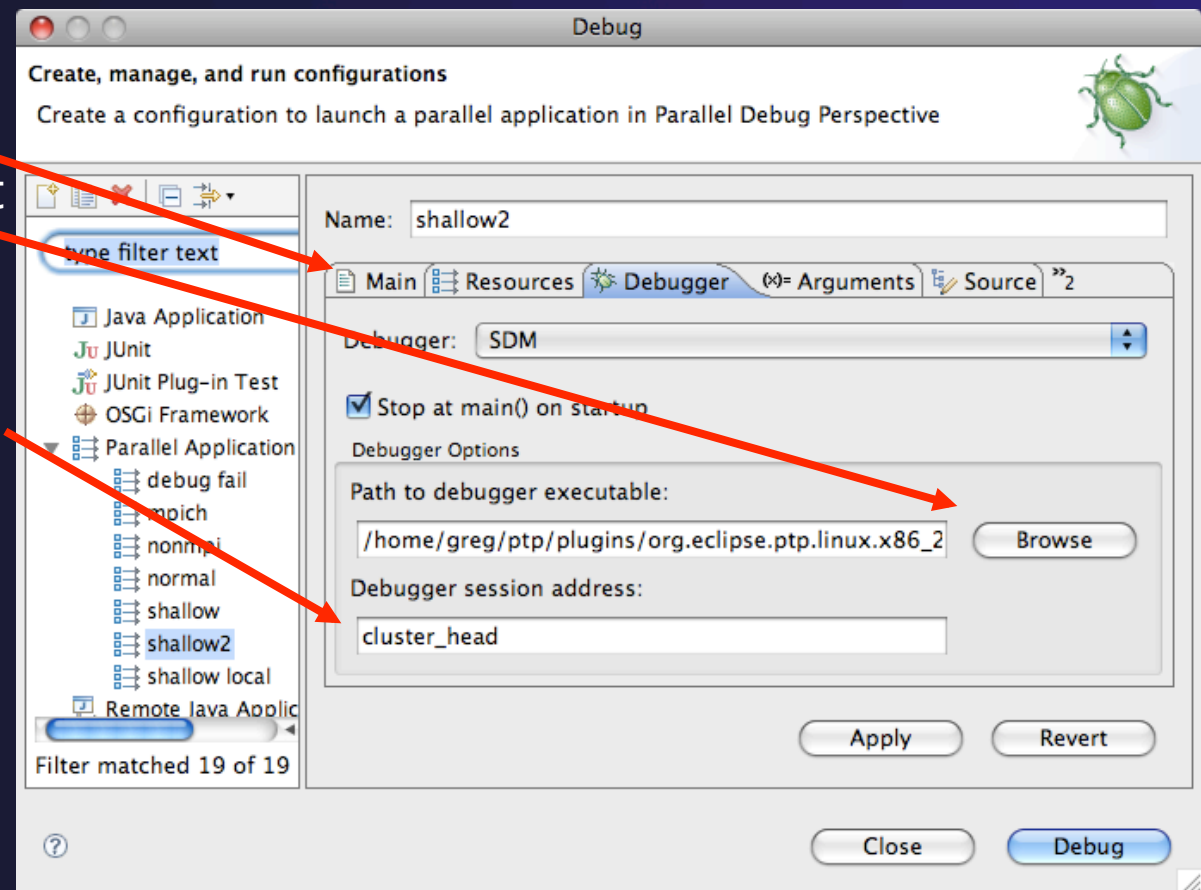 Debug
Create, manage, and run configurations
Create a configuration to launch a parallel application in Parallel Debug Perspective
t
type filter text
Java Application
Ju JUnit
Jü JUnit Plug-in Test
OSGi Framework
Parallel Application
debug fail
mpich
nonmpi
normal
shallow
shallow2
shallow local
Remote Java Applic
Filter matched 19 of 19
Name: shallow2
Main Resources Debugger (x)= Arguments Source »2
Debugger: SDM
Stop at main() on startup
Debugger Options
Path to debugger executable:
/home/greg/ptp/plugins/org.eclipse.ptp.linux.x86_2 Browse
Debugger session address:
cluster_head
Apply Revert
? Close Debug